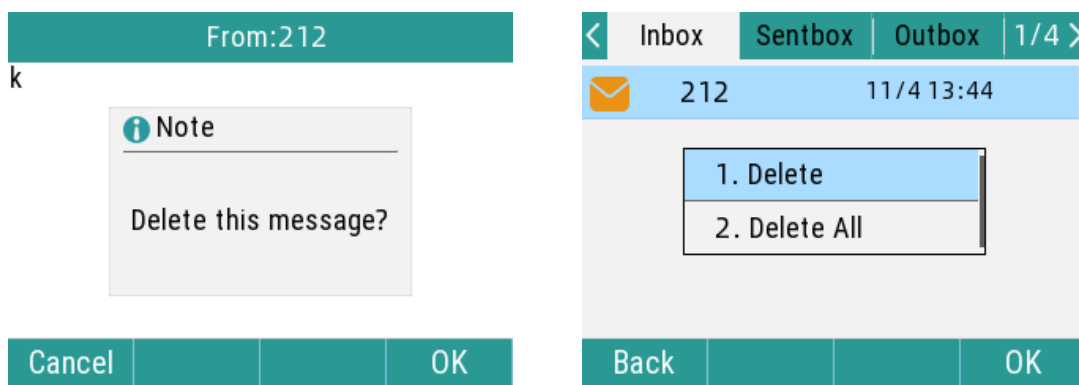 From:212
k
Note
Delete this message?
Cancel OK
< Inbox Sentbox Outbox 1/4 >
212 11/4 13:44
1. Delete
2. Delete All
Back OK